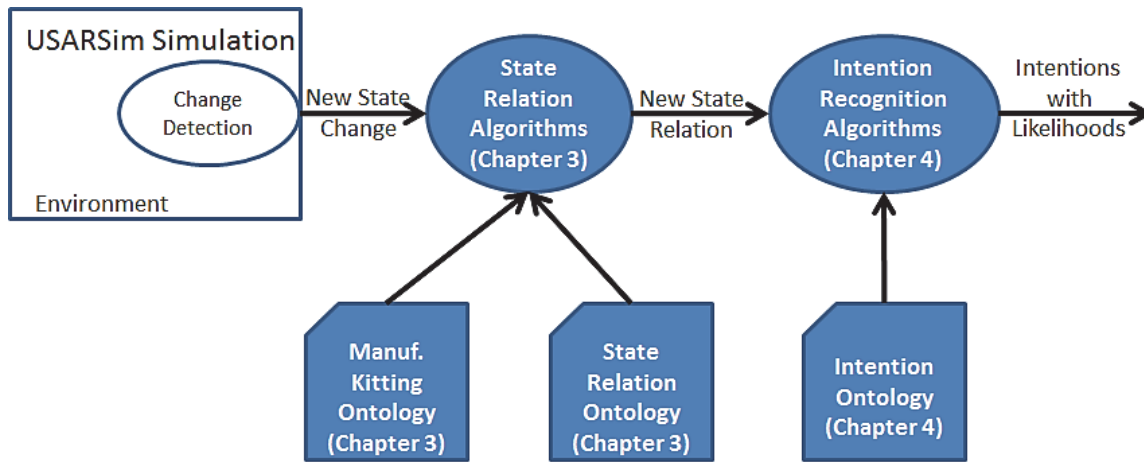 USARSim Simulation
Change
Detection
Environment
New State
Change
State
Relation
Algorithms
(Chapter 3)
New State
Relation
Intention
Recognition
Algorithms
(Chapter 4)
Intentions
with
Likelihoods
Manuf.
Kitting
Ontology
(Chapter 3)
State
Relation
Ontology
(Chapter 3)
Intention
Ontology
(Chapter 4)